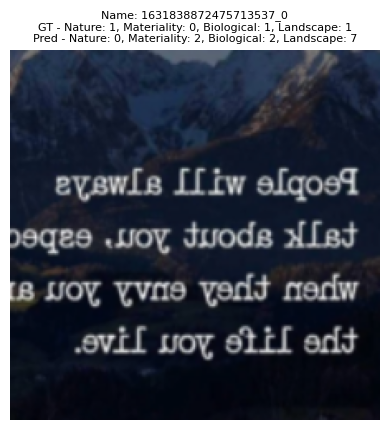 Name: 1631838872475713537_0
GT - Nature: 1, Materiality: 0, Biological: 1, Landscape: 1
Pred - Nature: 0, Materiality: 2, Biological: 2, Landscape: 7
People will always
talk about you, espec
when they envy you
the life you live.